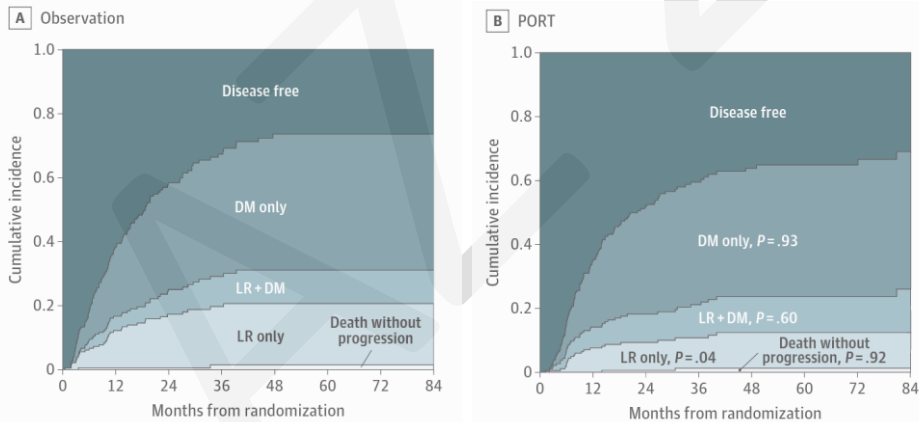 A Observation
1.0
0.8
0.6
0.4
0.2
0
Cumulative incidence
Disease free
DM only
LR + DM
LR only
Death without
progression
0 12 24 36 48 60 72 84
Months from randomization
B PORT
1.0
0.8
0.6
0.4
0.2
0
Cumulative incidence
Disease free
DM only, P = .93
LR + DM, P = .60
LR only, P = .04
Death without
progression, P = .92
0 12 24 36 48 60 72 84
Months from randomization